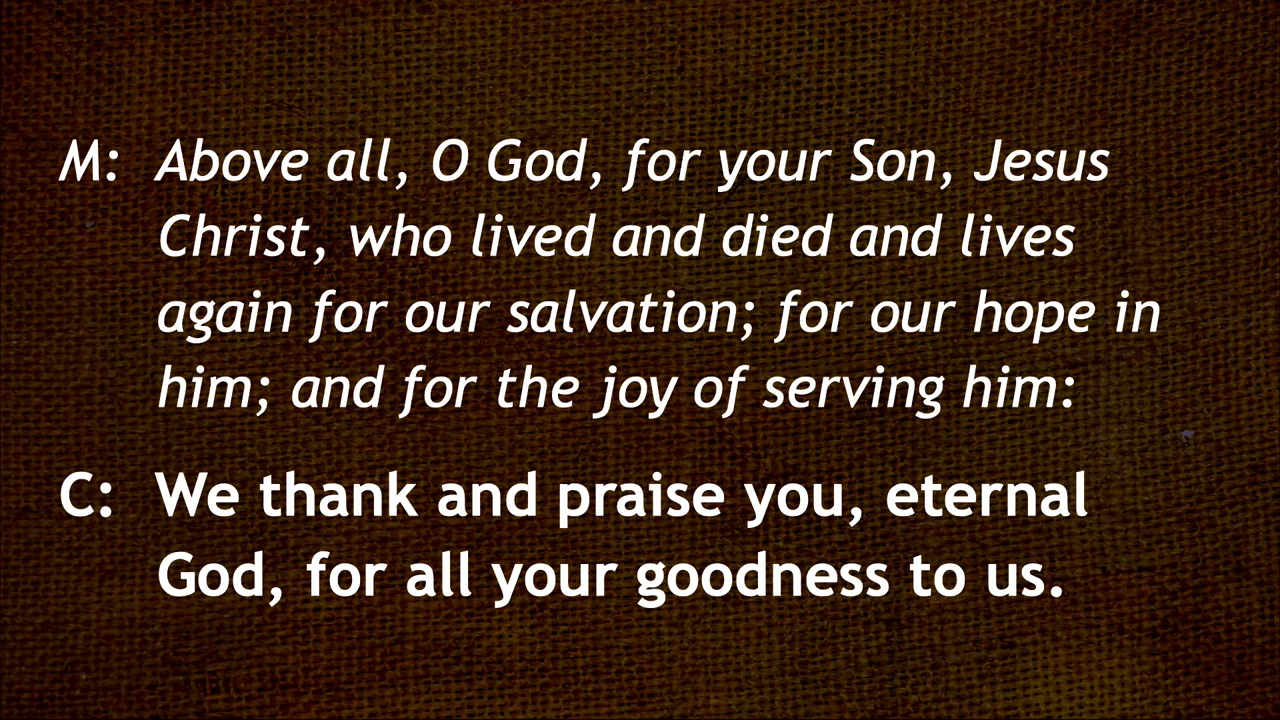 M: Above all, O God, for your Son, Jesus
Christ, who lived and died and lives
again for our salvation; for our hope in
him; and for the joy of serving him:
C: We thank and praise you, eternal
God, for all your goodness to us.